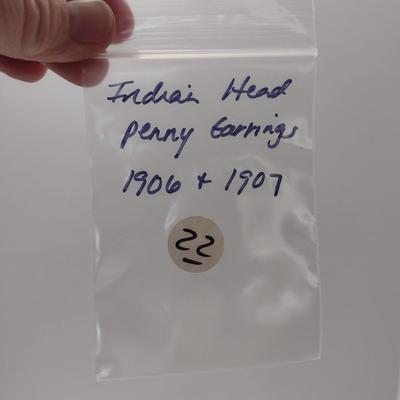 Indian Head
Penny Earrings
1906 + 1907
22